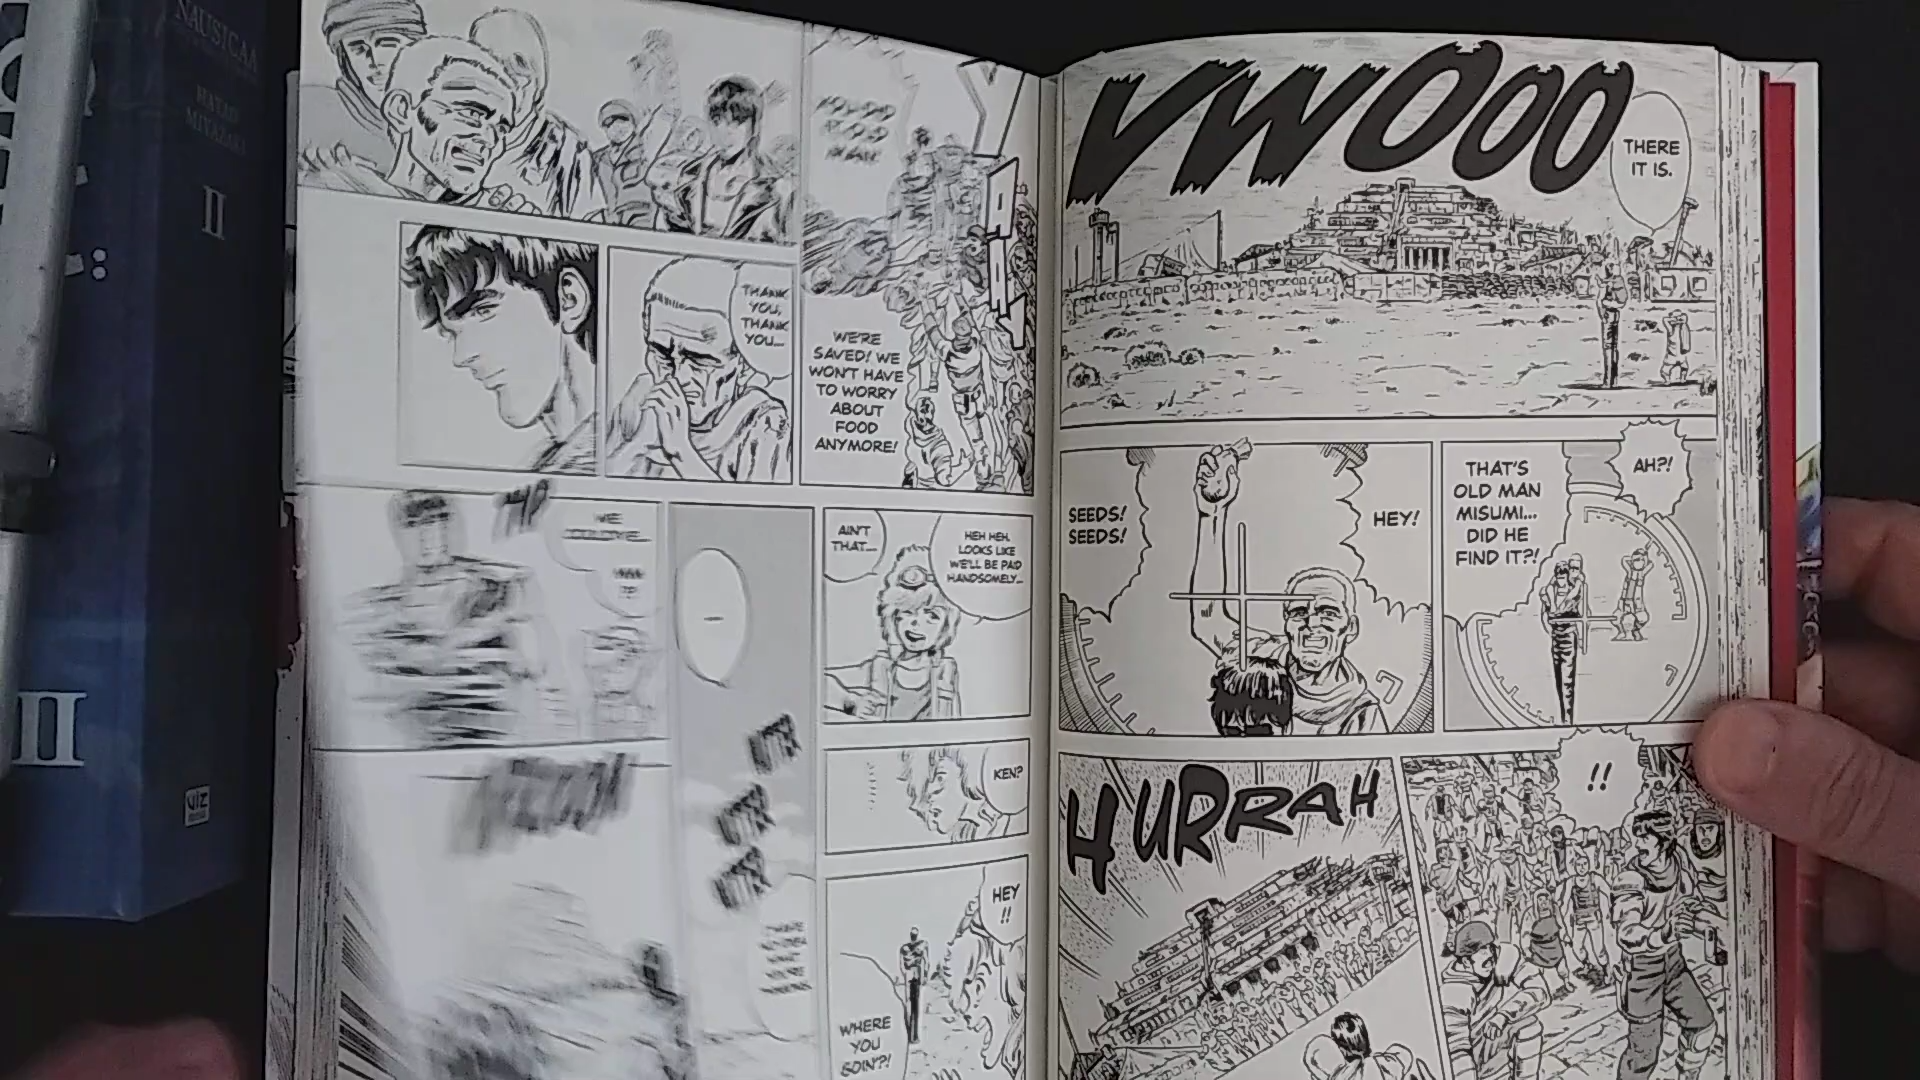 NAUSICAÄ
HAYAO
MIYAZAKI
II
II
VIZ
VWOOO
THERE
IT IS.
AH?!
THAT'S
OLD MAN
MISUMI...
DID HE
FIND IT?!
HEY!
SEEDS!
SEEDS!
!!
HURRAH
WE'RE
SAVED! WE
WON'T HAVE
TO WORRY
ABOUT
FOOD
ANYMORE!
THANK
YOU,
THANK
YOU...
HEH HEH.
LOOKS LIKE
WE'LL BE PAID
HANDSOMELY...
AIN'T
THAT...
KEN?
HEY
!!
WHERE
YOU
GOIN'?!